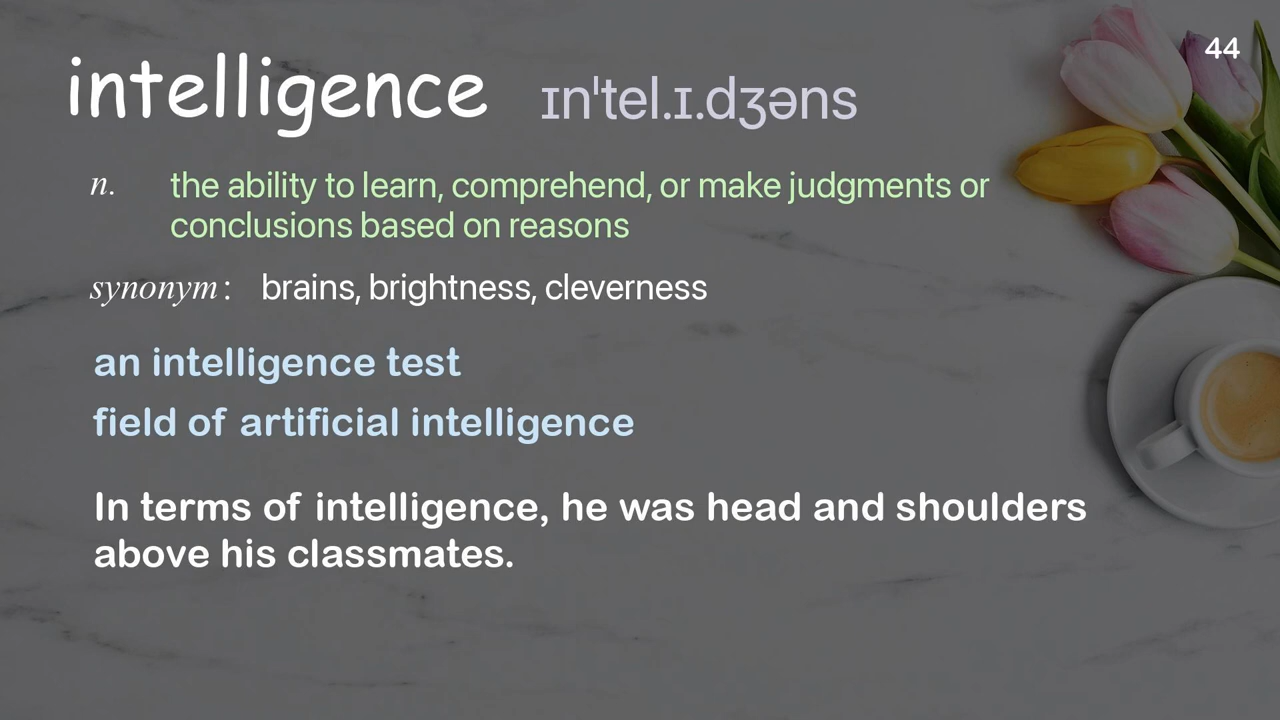 44
intelligence ɪnˈtel.ɪ.dʒəns
n. the ability to learn, comprehend, or make judgments or
conclusions based on reasons
synonym : brains, brightness, cleverness
an intelligence test
field of artificial intelligence
In terms of intelligence, he was head and shoulders
above his classmates.